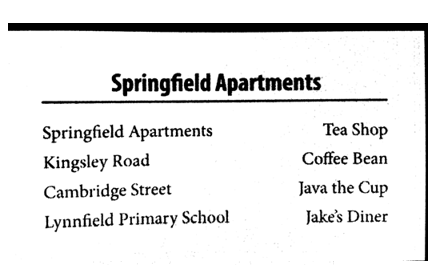 Springfield Apartments
Springfield Apartments Tea Shop
Kingsley Road Coffee Bean
Cambridge Street Java the Cup
Lynnfield Primary School Jake's Diner